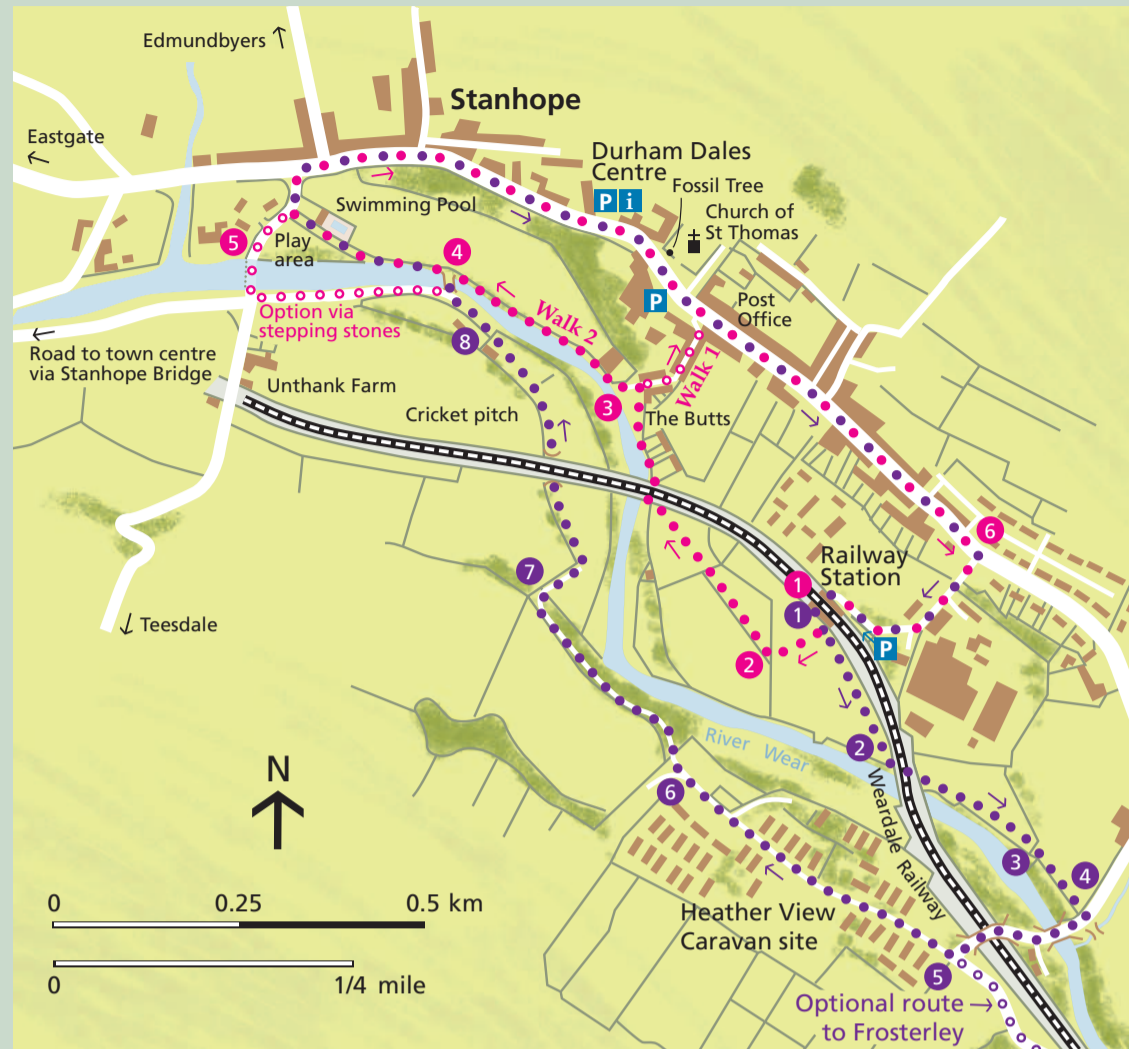 Edmundbyers
Stanhope
Eastgate
Durham Dales
Centre
P i
Fossil Tree
Church of
St Thomas
Swimming Pool
5
Play
area
4
P
Post
Office
Option via
stepping stones
Walk 2
8
Road to town centre
via Stanhope Bridge
Walk 1
Unthank Farm
3
The Butts
Cricket pitch
6
Railway
Station
7
1
1
Teesdale
P
2
River Wear
2
N
6
Weardale Railway
3
4
0 0.25 0.5 km
Heather View
Caravan site
0 1/4 mile
5
Optional route
to Frosterley